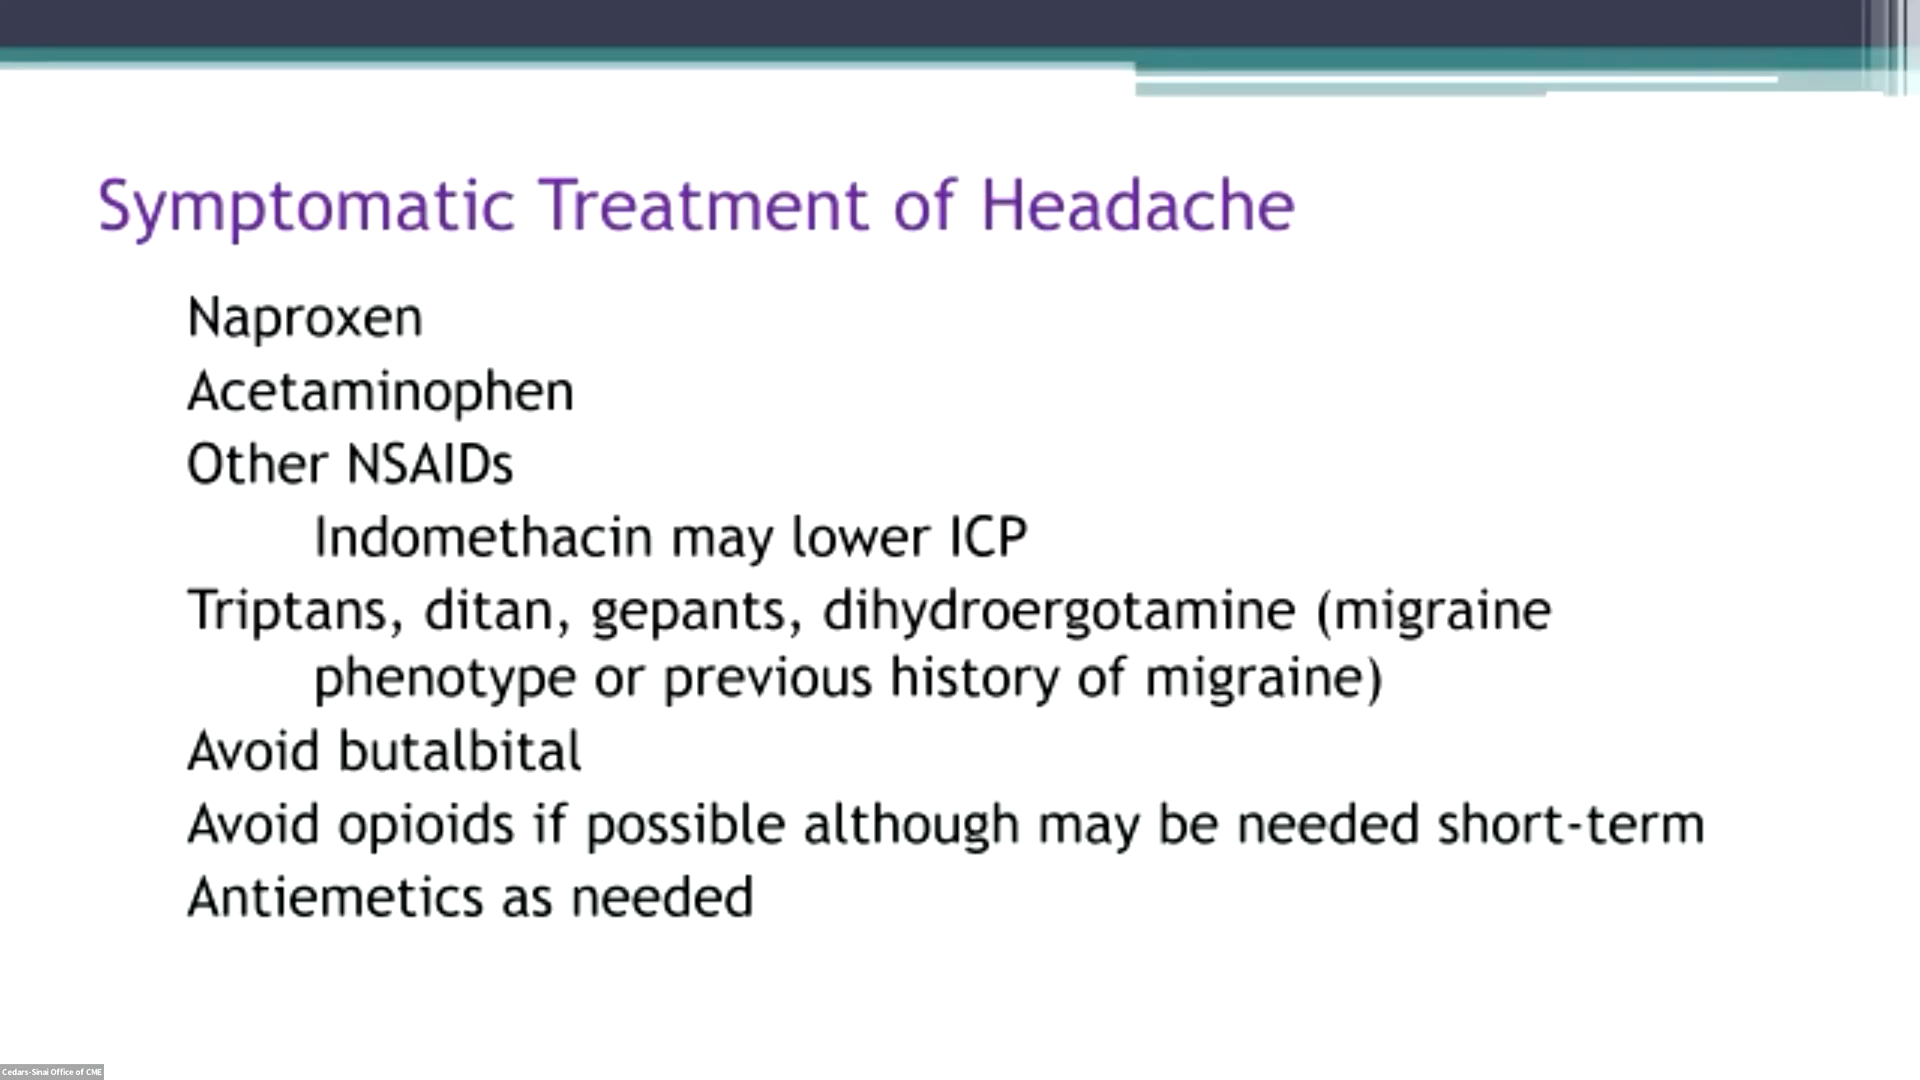 Symptomatic Treatment of Headache
Naproxen
Acetaminophen
Other NSAIDs
Indomethacin may lower ICP
Triptans, ditan, gepants, dihydroergotamine (migraine
phenotype or previous history of migraine)
Avoid butalbital
Avoid opioids if possible although may be needed short-term
Antiemetics as needed
Cedars-Sinai Office of CME